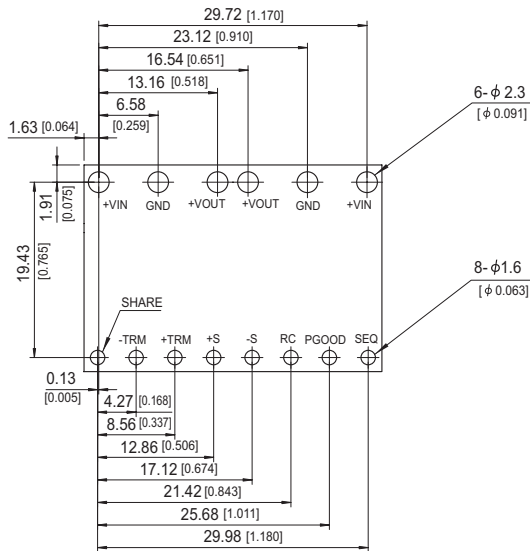 29.72 [1.170]
23.12 [0.910]
16.54 [0.651]
13.16 [0.518]
6.58
[0.259]
1.63 [0.064]
6-ϕ2.3
[ϕ0.091]
1.91
[0.075]
+VIN GND +VOUT +VOUT GND +VIN
19.43
[0.765]
8-ϕ1.6
[ϕ0.063]
SHARE
-TRM +TRM +S -S RC PGOOD SEQ
0.13
[0.005]
4.27 [0.168]
8.56 [0.337]
12.86 [0.506]
17.12 [0.674]
21.42 [0.843]
25.68 [1.011]
29.98 [1.180]